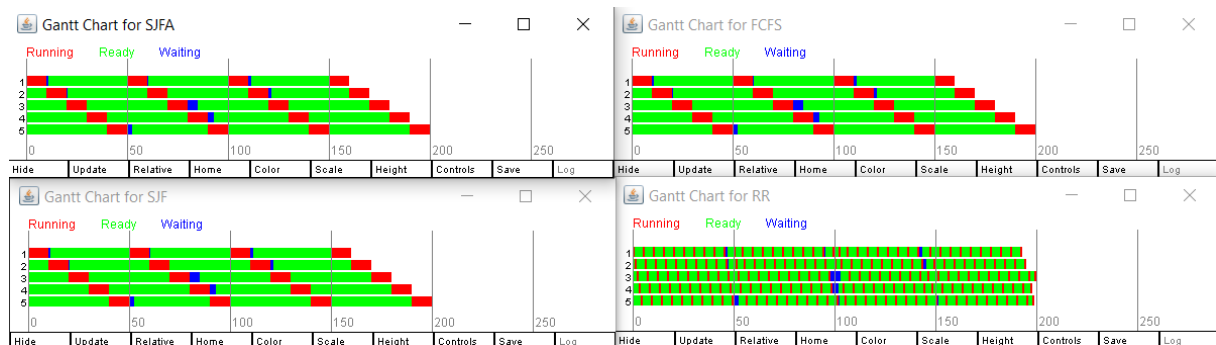 Gantt Chart for SJFA
Running Ready Waiting
1
2
3
4
5
0 50 100 150 200 250
Hide Update Relative Home Color Scale Height Controls Save Log
Gantt Chart for FCFS
Running Ready Waiting
1
2
3
4
5
0 50 100 150 200 250
Hide Update Relative Home Color Scale Height Controls Save Log
Gantt Chart for SJF
Running Ready Waiting
1
2
3
4
5
0 50 100 150 200 250
Hide Update Relative Home Color Scale Height Controls Save Log
Gantt Chart for RR
Running Ready Waiting
1
2
3
4
5
0 50 100 150 200 250
Hide Update Relative Home Color Scale Height Controls Save Log